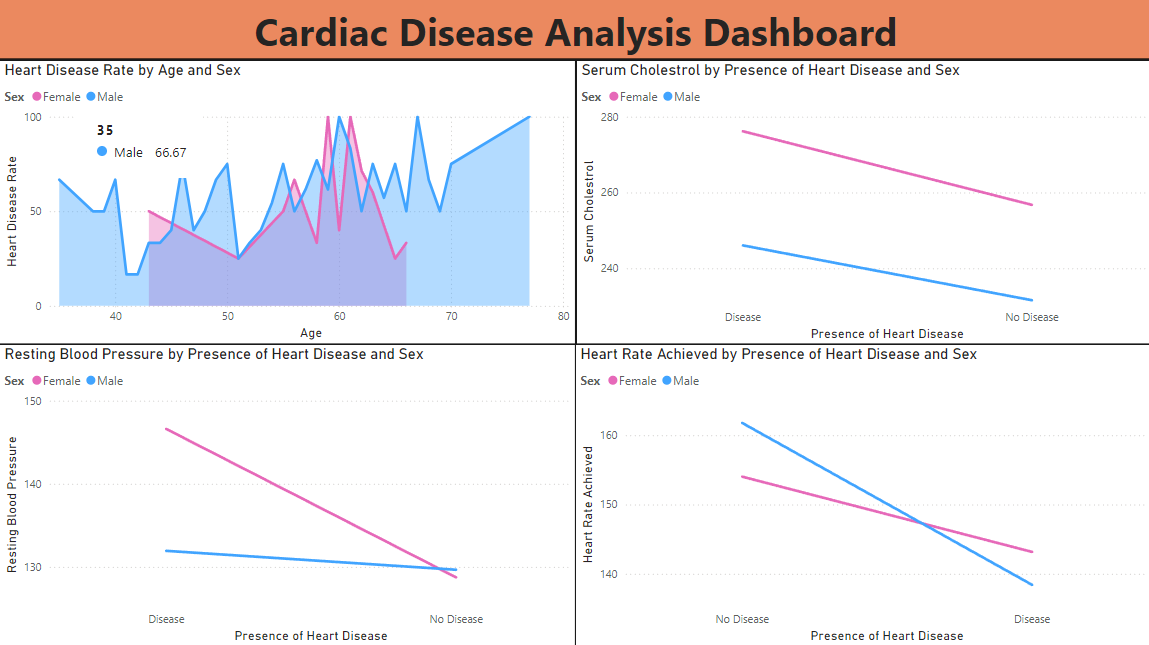 Cardiac Disease Analysis Dashboard
Heart Disease Rate by Age and Sex
Sex Female Male
100
50
0
Heart Disease Rate
35
Male 66.67
40 50 60 70 80
Age
Serum Cholestrol by Presence of Heart Disease and Sex
Sex Female Male
280
260
240
Serum Cholestrol
Disease No Disease
Presence of Heart Disease
Resting Blood Pressure by Presence of Heart Disease and Sex
Sex Female Male
150
140
130
Resting Blood Pressure
Disease No Disease
Presence of Heart Disease
Heart Rate Achieved by Presence of Heart Disease and Sex
Sex Female Male
160
150
140
Heart Rate Achieved
No Disease Disease
Presence of Heart Disease